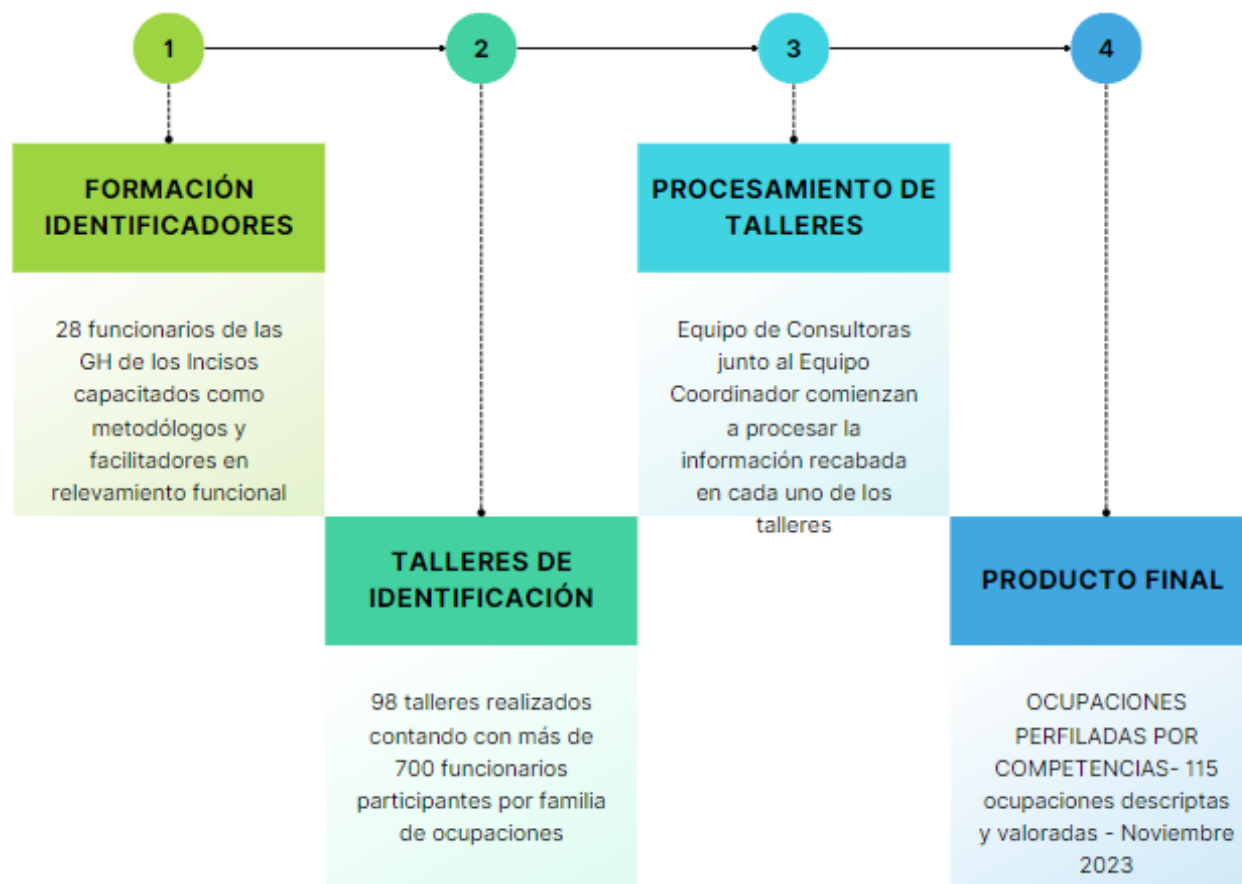 1
2
3
4
FORMACIÓN
IDENTIFICADORES
28 funcionarios de las
GH de los Incisos
capacitados como
metodólogos y
facilitadores en
relevamiento funcional
TALLERES DE
IDENTIFICACIÓN
98 talleres realizados
contando con más de
700 funcionarios
participantes por familia
de ocupaciones
PROCESAMIENTO DE
TALLERES
Equipo de Consultoras
junto al Equipo
Coordinador comienzan
a procesar la
información recabada
en cada uno de los
talleres
PRODUCTO FINAL
OCUPACIONES
PERFILADAS POR
COMPETENCIAS- 115
ocupaciones descriptas
y valoradas - Noviembre
2023